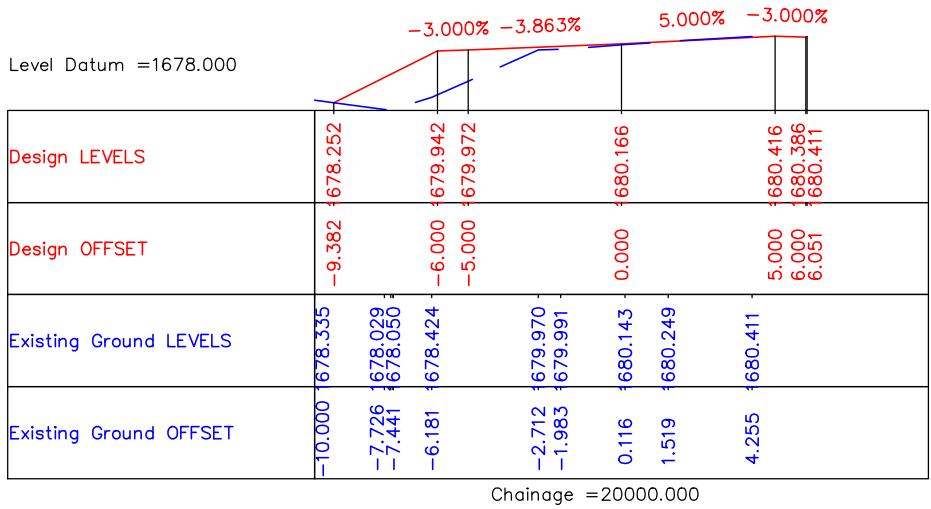 -3.000% -3.863% 5.000% -3.000%
Level Datum =1678.000
Design LEVELS 1678.252 1679.942 1679.972 1680.166 1680.416 1680.386 1680.411
Design OFFSET -9.382 -6.000 -5.000 0.000 5.000 6.000 6.051
Existing Ground LEVELS 1678.335 1678.029 1678.050 1678.424 1679.970 1679.991 1680.143 1680.249 1680.411
Existing Ground OFFSET -10.000 -7.726 -7.441 -6.181 -2.712 -1.983 0.116 1.519 4.255
Chainage =20000.000